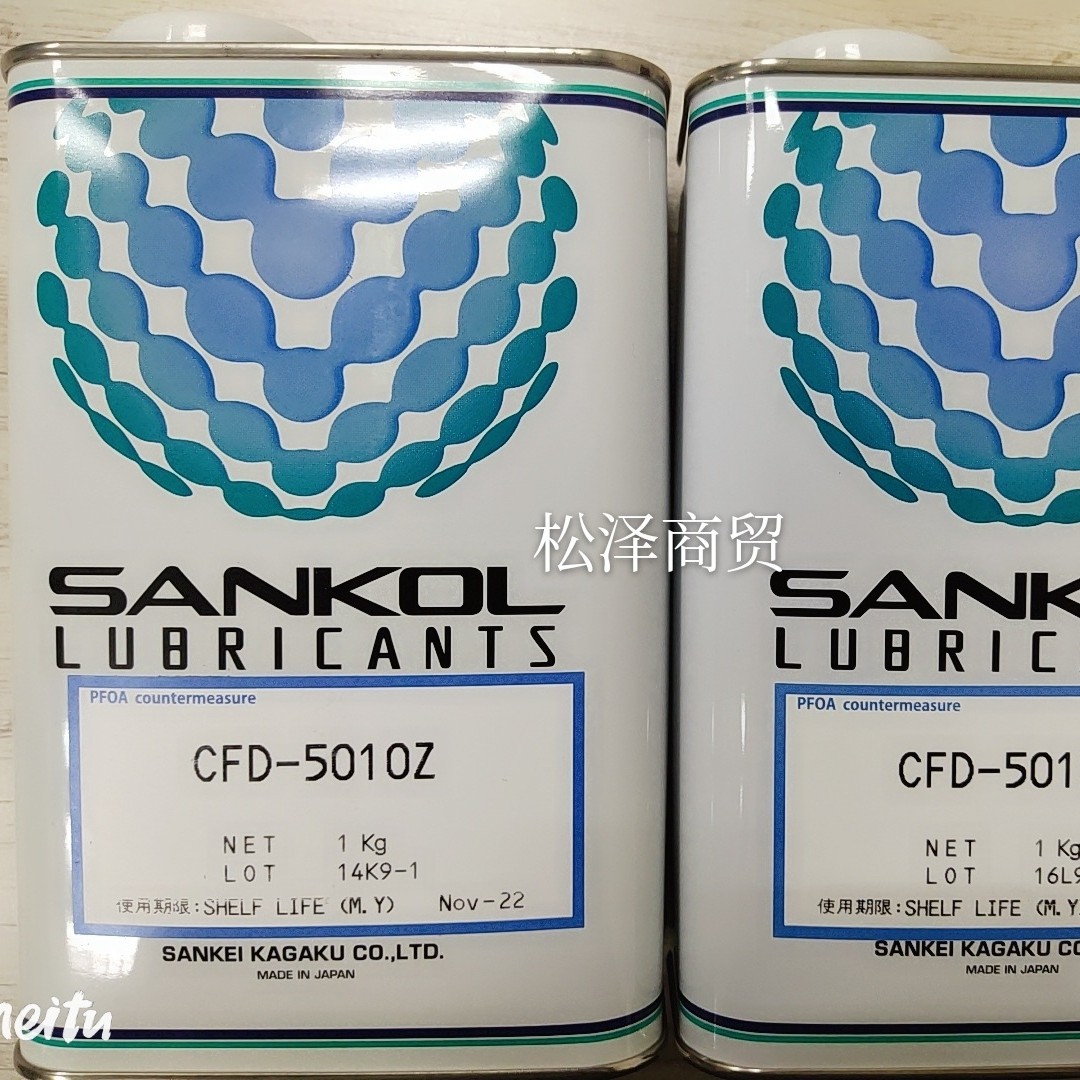 松泽商贸
SANKOL
LUBRICANTS
PFOA countermeasure
CFD-5010Z
NET 1 Kg
LOT 14K9-1
使用期限:SHELF LIFE (M.Y) Nov-22
SANKEI KAGAKU CO.,LTD.
MADE IN JAPAN
SANK
LUBRIC
PFOA countermeasure
CFD-501
NET 1 Kg
LOT 16L9
使用期限:SHELF LIFE (M.Y
SANKEI KAGAKU CO
MADE IN JAPAN
meitu